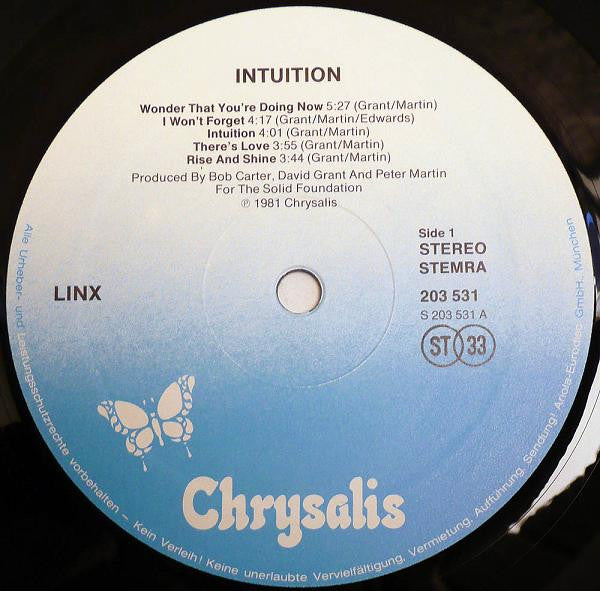 INTUITION
Wonder That You're Doing Now 5:27 (Grant/Martin)
I Won't Forget 4:17 (Grant/Martin/Edwards)
Intuition 4:01 (Grant/Martin)
There's Love 3:55 (Grant/Martin)
Rise And Shine 3:44 (Grant/Martin)
Produced By Bob Carter, David Grant And Peter Martin
For The Solid Foundation
℗ 1981 Chrysalis
Side 1
STEREO
STEMRA
LINX
203 531
S 203 531 A
ST 33
Chrysalis
Alle Urheber- und Leistungsschutzrechte vorbehalten – Kein Verleih! Keine unerlaubte Vervielfältigung, Vermietung, Aufführung, Sendung! Ariola-Eurodisc GmbH. München